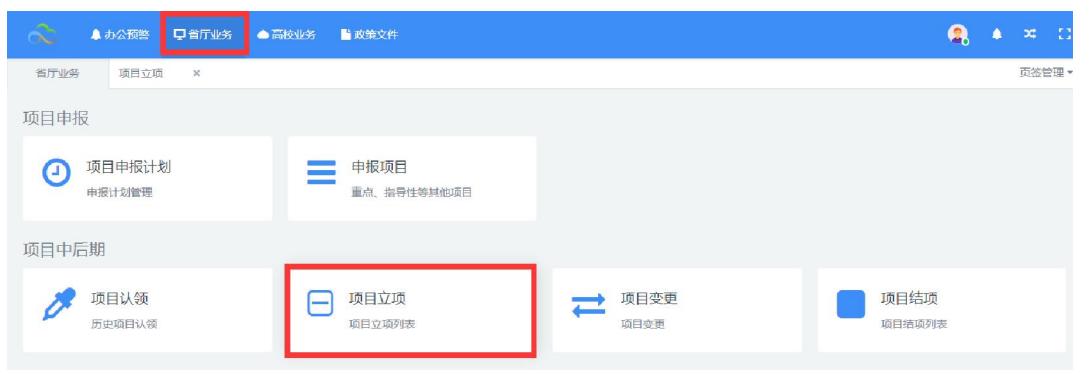 办公预警 省厅业务 高校业务 政策文件
省厅业务 项目立项 × 页签管理
项目申报
项目申报计划 申报项目
申报计划管理 重点、指导性等其他项目
项目中后期
项目认领 项目立项 项目变更 项目结项
历史项目认领 项目立项列表 项目变更 项目结项列表